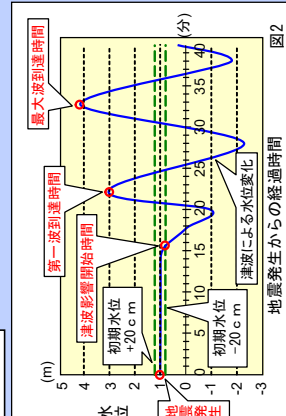 (m)
5
4
3
2
1
0
-1
-2
-3
水
位
0
5
10
15
20
25
30
35
40
(分)
最大波到達時間
第一波到達時間
津波影響開始時間
初期水位
+20cm
初期水位
-20cm
津波による水位変化
地震
発生
地震発生からの経過時間
図2